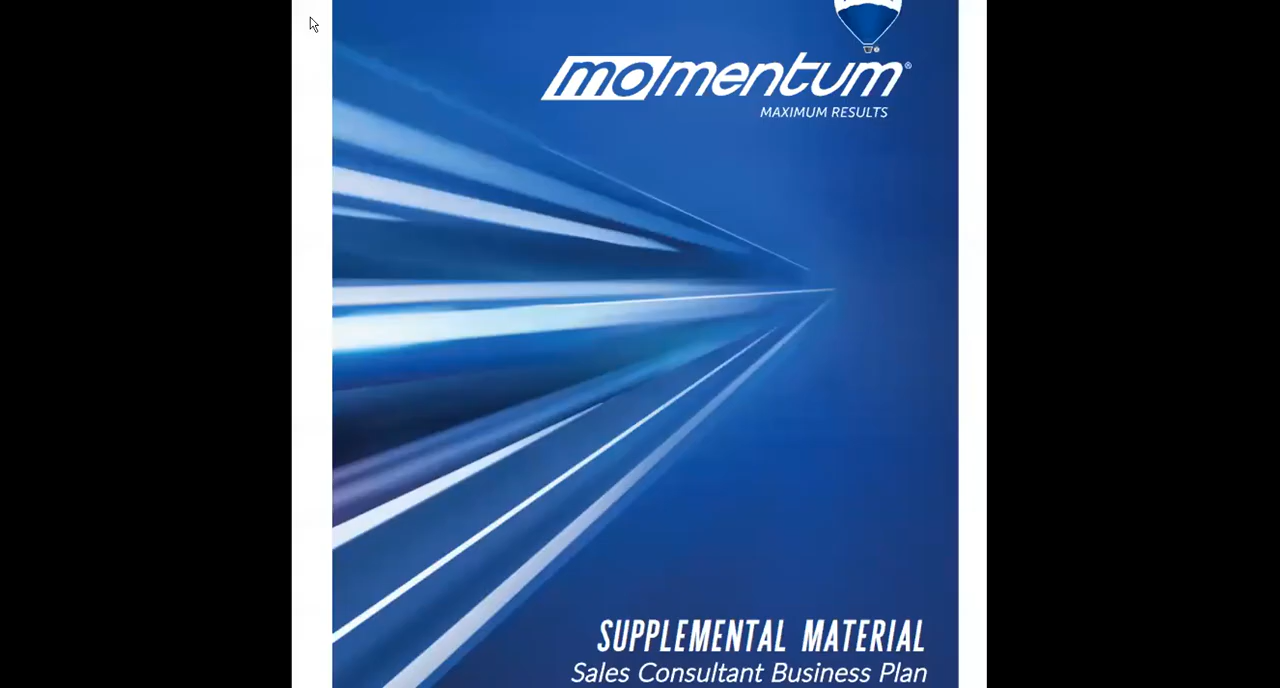 momentum®
MAXIMUM RESULTS
SUPPLEMENTAL MATERIAL
Sales Consultant Business Plan